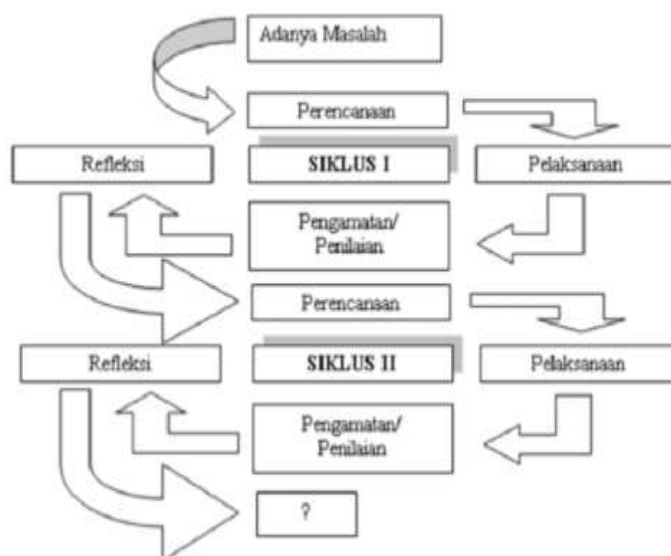 Adanya Masalah
Perencanaan
Refleksi
SIKLUS I
Pelaksanaan
Pengamatan/
Penilaian
Perencanaan
Refleksi
SIKLUS II
Pelaksanaan
Pengamatan/
Penilaian
?